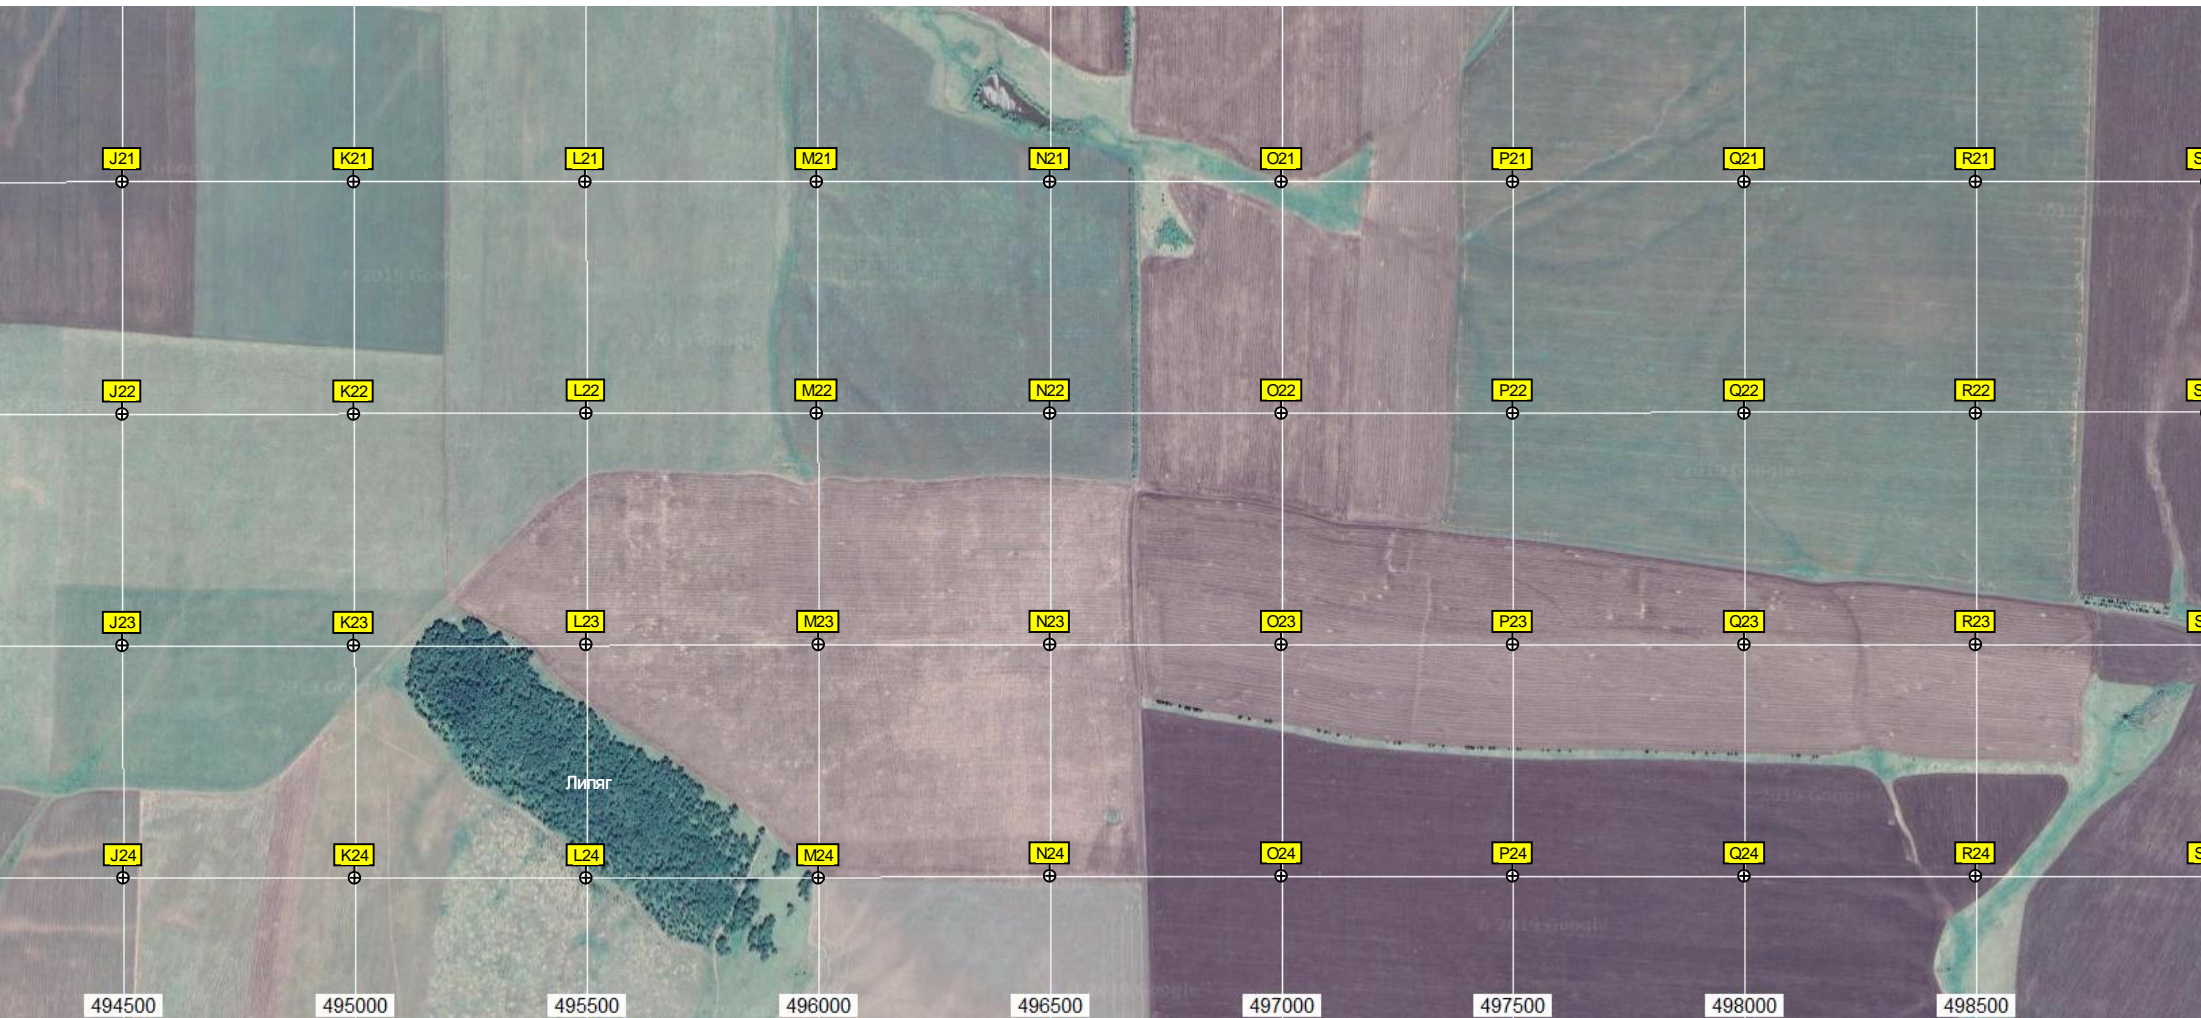 J21 K21 L21 M21 N21 O21 P21 Q21 R21 S
J22 K22 L22 M22 N22 O22 P22 Q22 R22 S
J23 K23 L23 M23 N23 O23 P23 Q23 R23 S
Липяг
J24 K24 L24 M24 N24 O24 P24 Q24 R24 S
494500 495000 495500 496000 496500 497000 497500 498000 498500